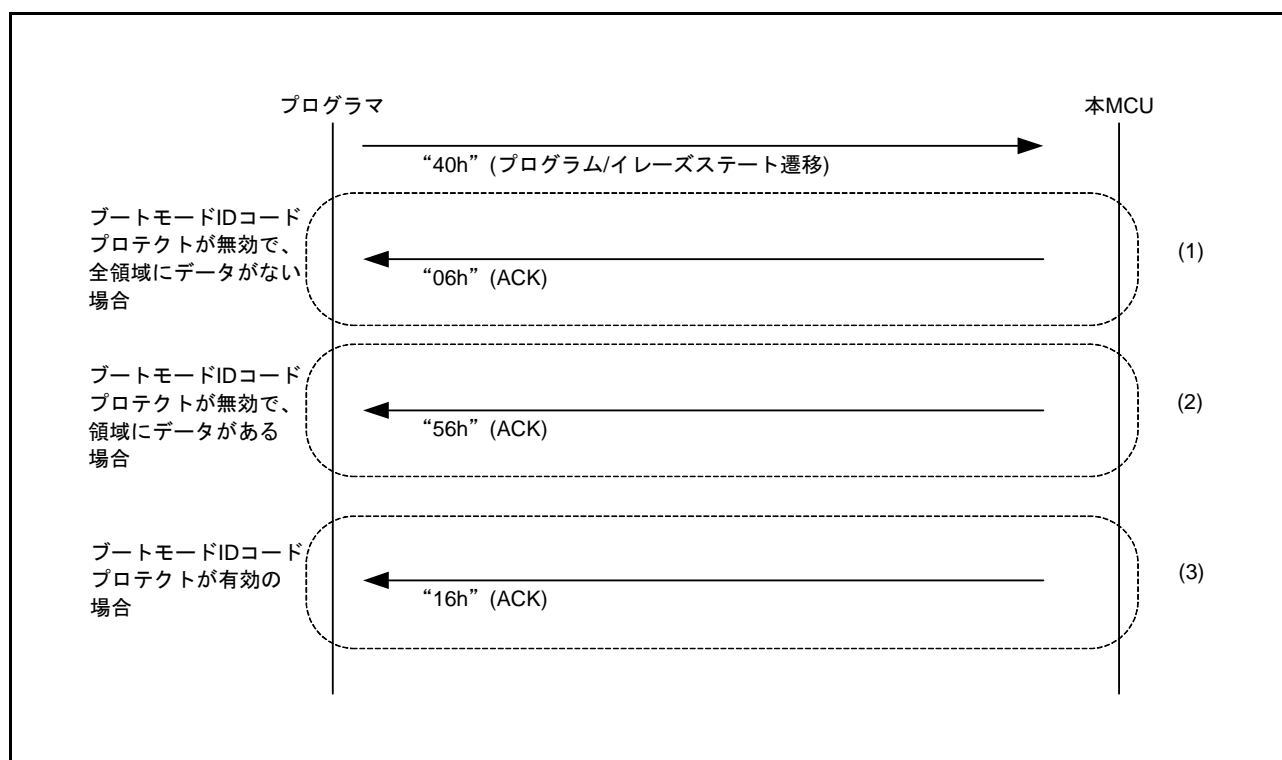 プログラマ
本MCU
“40h” (プログラム/イレーズステート遷移)
ブートモードIDコード
プロテクトが無効で、
全領域にデータがない
場合
“06h” (ACK)
(1)
ブートモードIDコード
プロテクトが無効で、
領域にデータがある
場合
“56h” (ACK)
(2)
ブートモードIDコード
プロテクトが有効の
場合
“16h” (ACK)
(3)